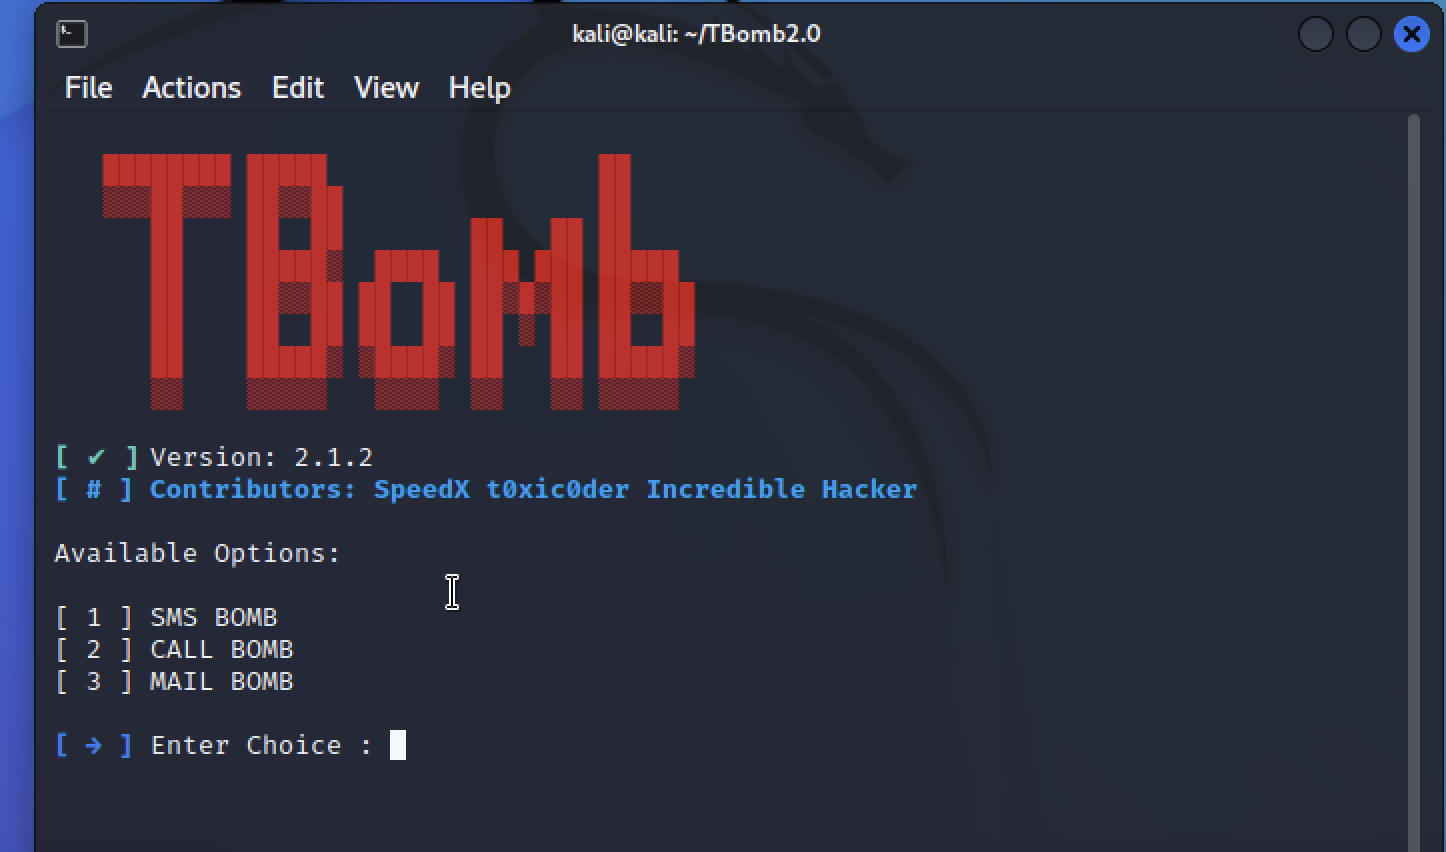 kali@kali: ~/TBomb2.0
File Actions Edit View Help
TBomb
[ ✔ ] Version: 2.1.2
[ # ] Contributors: SpeedX t0xic0der Incredible Hacker
Available Options:
[ 1 ] SMS BOMB
[ 2 ] CALL BOMB
[ 3 ] MAIL BOMB
[ → ] Enter Choice :